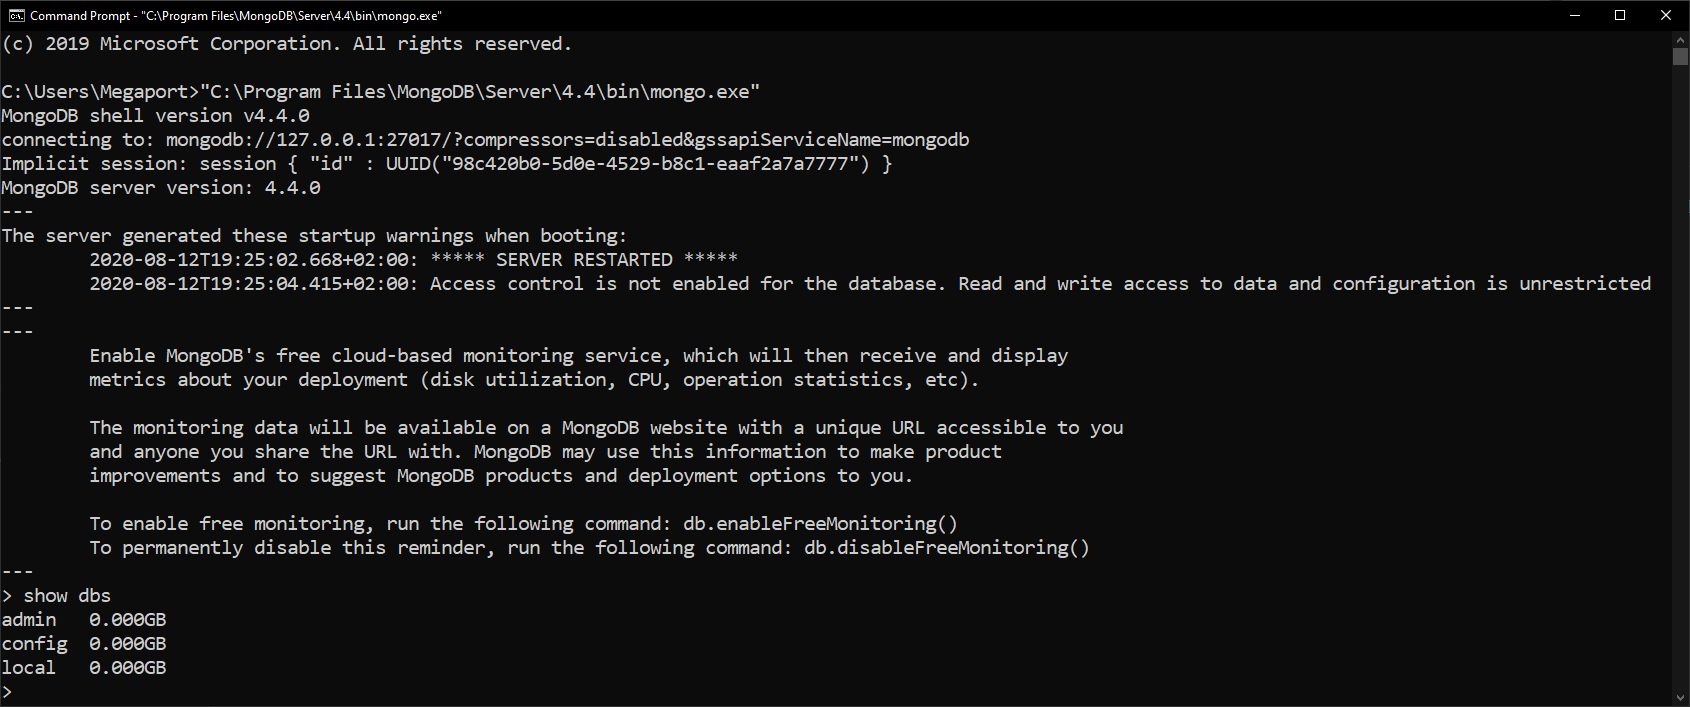 Command Prompt - "C:\Program Files\MongoDB\Server\4.4\bin\mongo.exe"
(c) 2019 Microsoft Corporation. All rights reserved.
C:\Users\Megaport>"C:\Program Files\MongoDB\Server\4.4\bin\mongo.exe"
MongoDB shell version v4.4.0
connecting to: mongodb://127.0.0.1:27017/?compressors=disabled&gssapiServiceName=mongodb
Implicit session: session { "id" : UUID("98c420b0-5d0e-4529-b8c1-eaaf2a7a7777") }
MongoDB server version: 4.4.0
---
The server generated these startup warnings when booting:
        2020-08-12T19:25:02.668+02:00: ***** SERVER RESTARTED *****
        2020-08-12T19:25:04.415+02:00: Access control is not enabled for the database. Read and write access to data and configuration is unrestricted
---
---
        Enable MongoDB's free cloud-based monitoring service, which will then receive and display
        metrics about your deployment (disk utilization, CPU, operation statistics, etc).
        The monitoring data will be available on a MongoDB website with a unique URL accessible to you
        and anyone you share the URL with. MongoDB may use this information to make product
        improvements and to suggest MongoDB products and deployment options to you.
        To enable free monitoring, run the following command: db.enableFreeMonitoring()
        To permanently disable this reminder, run the following command: db.disableFreeMonitoring()
---
> show dbs
admin   0.000GB
config  0.000GB
local   0.000GB
>